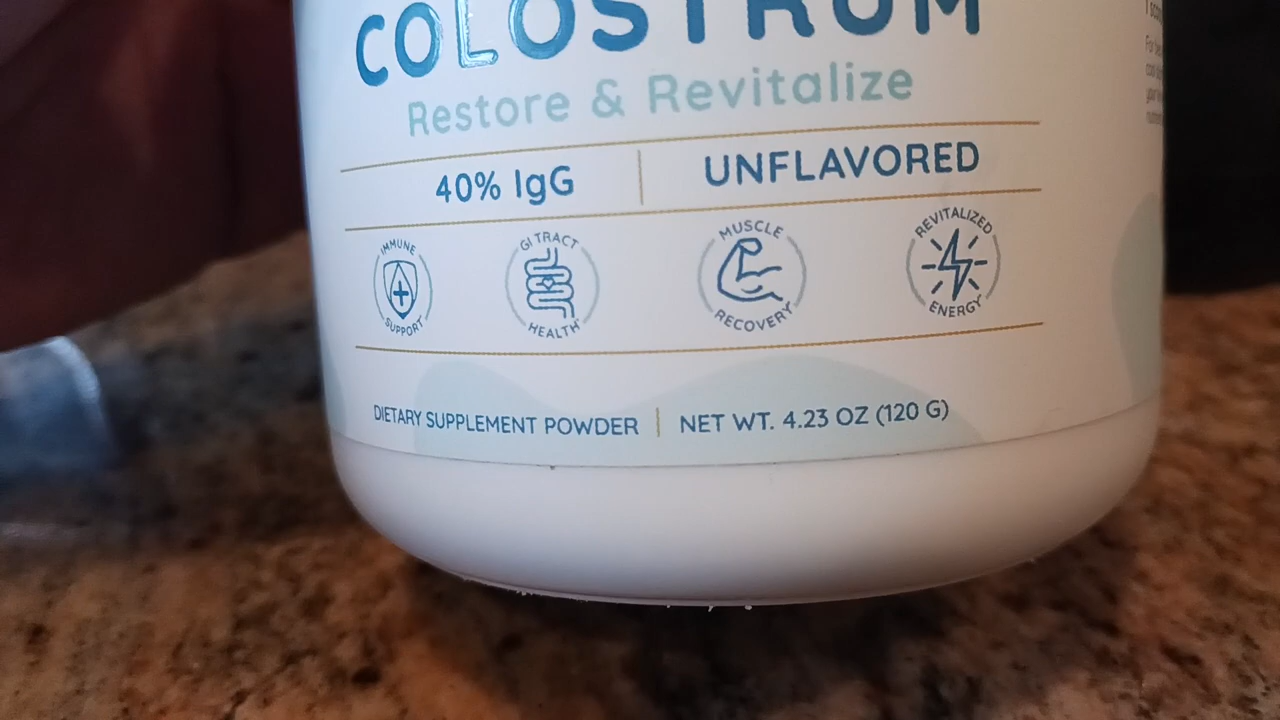 COLOSTRUM
Restore & Revitalize
40% IgG
UNFLAVORED
IMMUNE
SUPPORT
GI TRACT
HEALTH
MUSCLE
RECOVERY
REVITALIZED
ENERGY
DIETARY SUPPLEMENT POWDER
NET WT. 4.23 OZ (120 G)